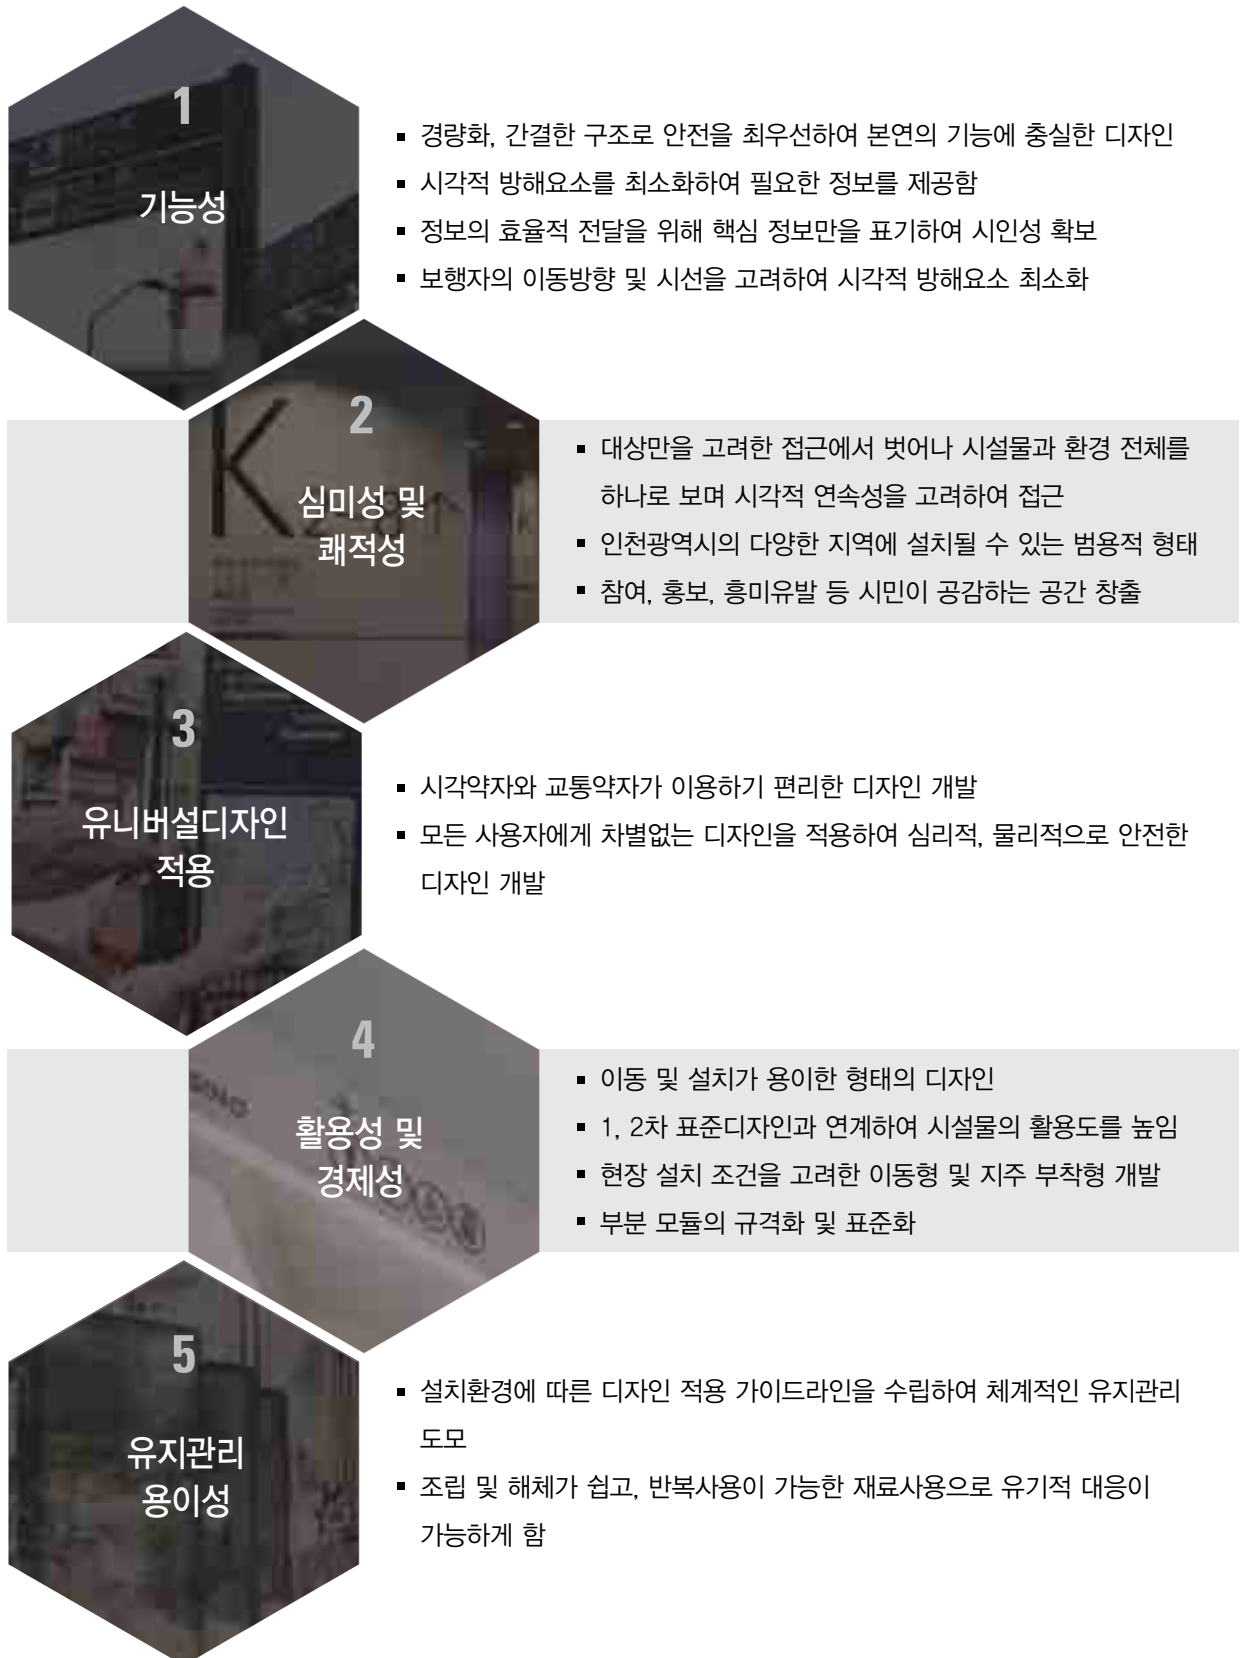 1
기능성
▪ 경량화, 간결한 구조로 안전을 최우선하여 본연의 기능에 충실한 디자인
▪ 시각적 방해요소를 최소화하여 필요한 정보를 제공함
▪ 정보의 효율적 전달을 위해 핵심 정보만을 표기하여 시인성 확보
▪ 보행자의 이동방향 및 시선을 고려하여 시각적 방해요소 최소화
K
2
심미성 및
쾌적성
▪ 대상만을 고려한 접근에서 벗어나 시설물과 환경 전체를
하나로 보며 시각적 연속성을 고려하여 접근
▪ 인천광역시의 다양한 지역에 설치될 수 있는 범용적 형태
▪ 참여, 홍보, 흥미유발 등 시민이 공감하는 공간 창출
3
유니버설디자인
적용
▪ 시각약자와 교통약자가 이용하기 편리한 디자인 개발
▪ 모든 사용자에게 차별없는 디자인을 적용하여 심리적, 물리적으로 안전한
디자인 개발
4
활용성 및
경제성
▪ 이동 및 설치가 용이한 형태의 디자인
▪ 1, 2차 표준디자인과 연계하여 시설물의 활용도를 높임
▪ 현장 설치 조건을 고려한 이동형 및 지주 부착형 개발
▪ 부분 모듈의 규격화 및 표준화
5
유지관리
용이성
▪ 설치환경에 따른 디자인 적용 가이드라인을 수립하여 체계적인 유지관리
도모
▪ 조립 및 해체가 쉽고, 반복사용이 가능한 재료사용으로 유기적 대응이
가능하게 함